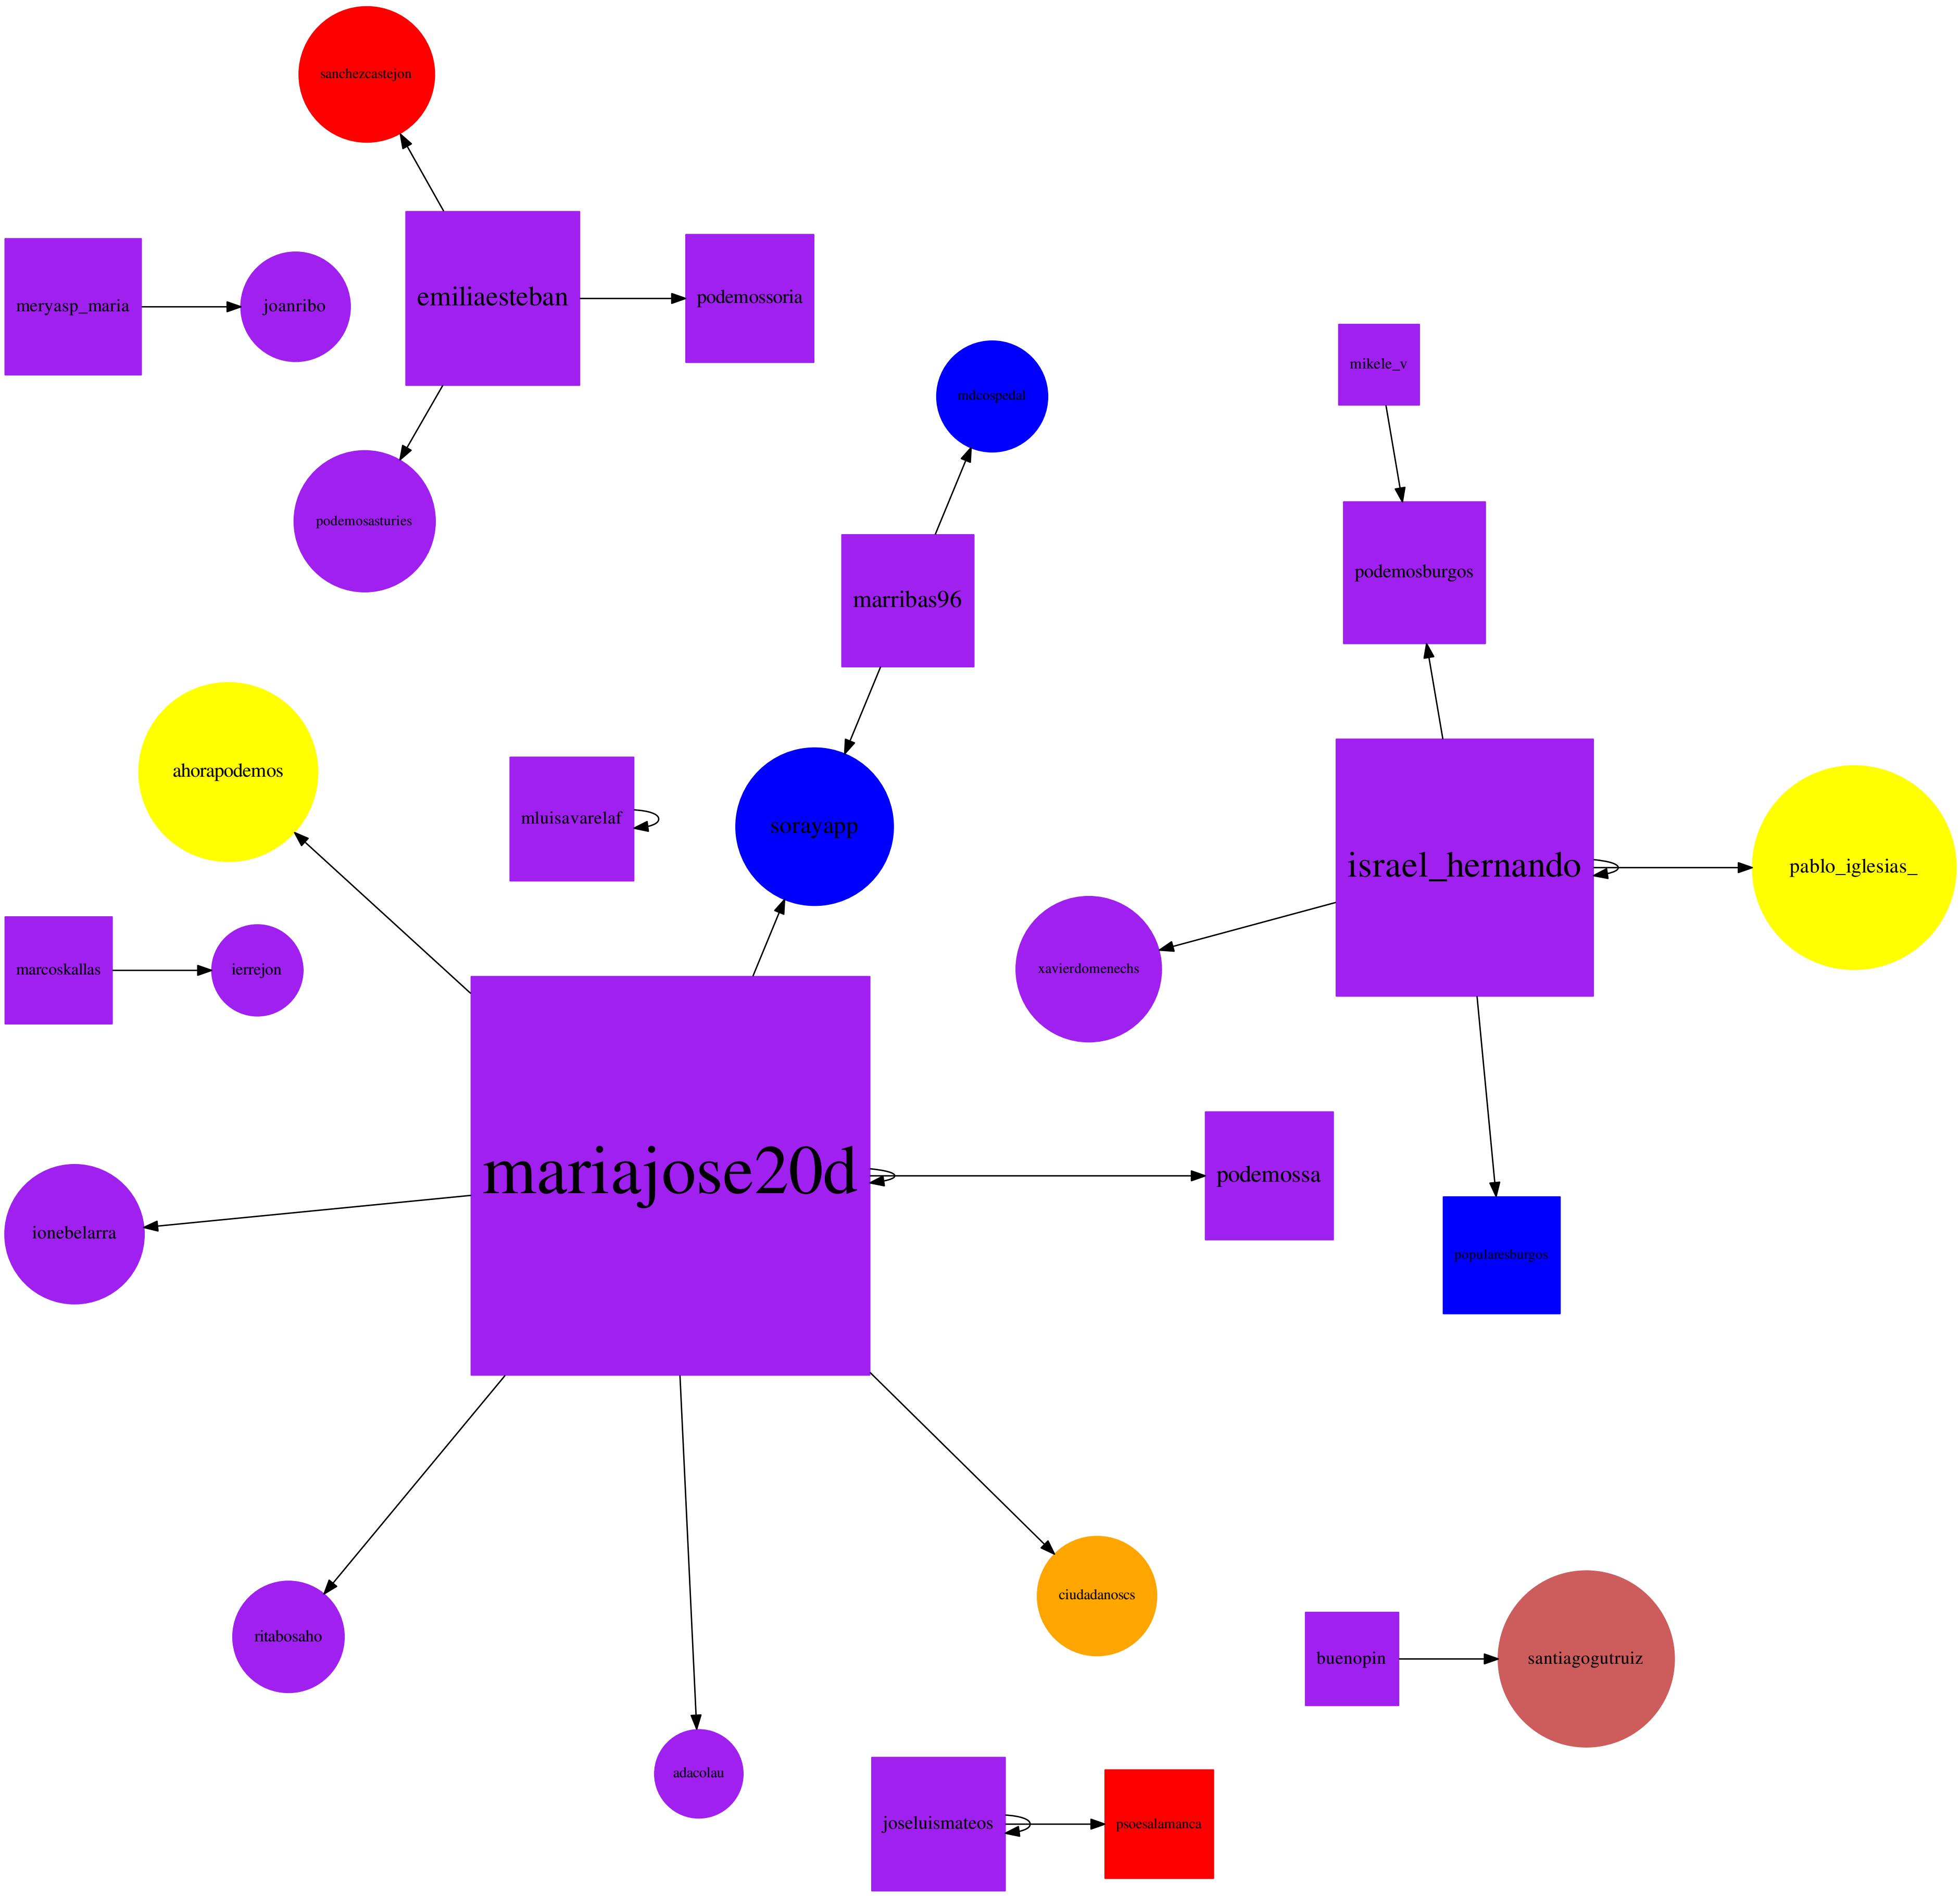 sanchezcastejon
emiliaesteban
podemossoria
meryasp_maria
joanribo
mikele_v
mdcospedal
podemosasturies
podemosburgos
marribas96
ahorapodemos
mluisavarelaf
sorayapp
israel_hernando
pablo_iglesias_
marcoskallas
ierrejon
xavierdomenechs
mariajose20d
podemossa
ionebelarra
popularesburgos
ciudadanoscs
ritabosaho
buenopin
santiagogutruiz
adacolau
joseluismateos
psoesalamanca